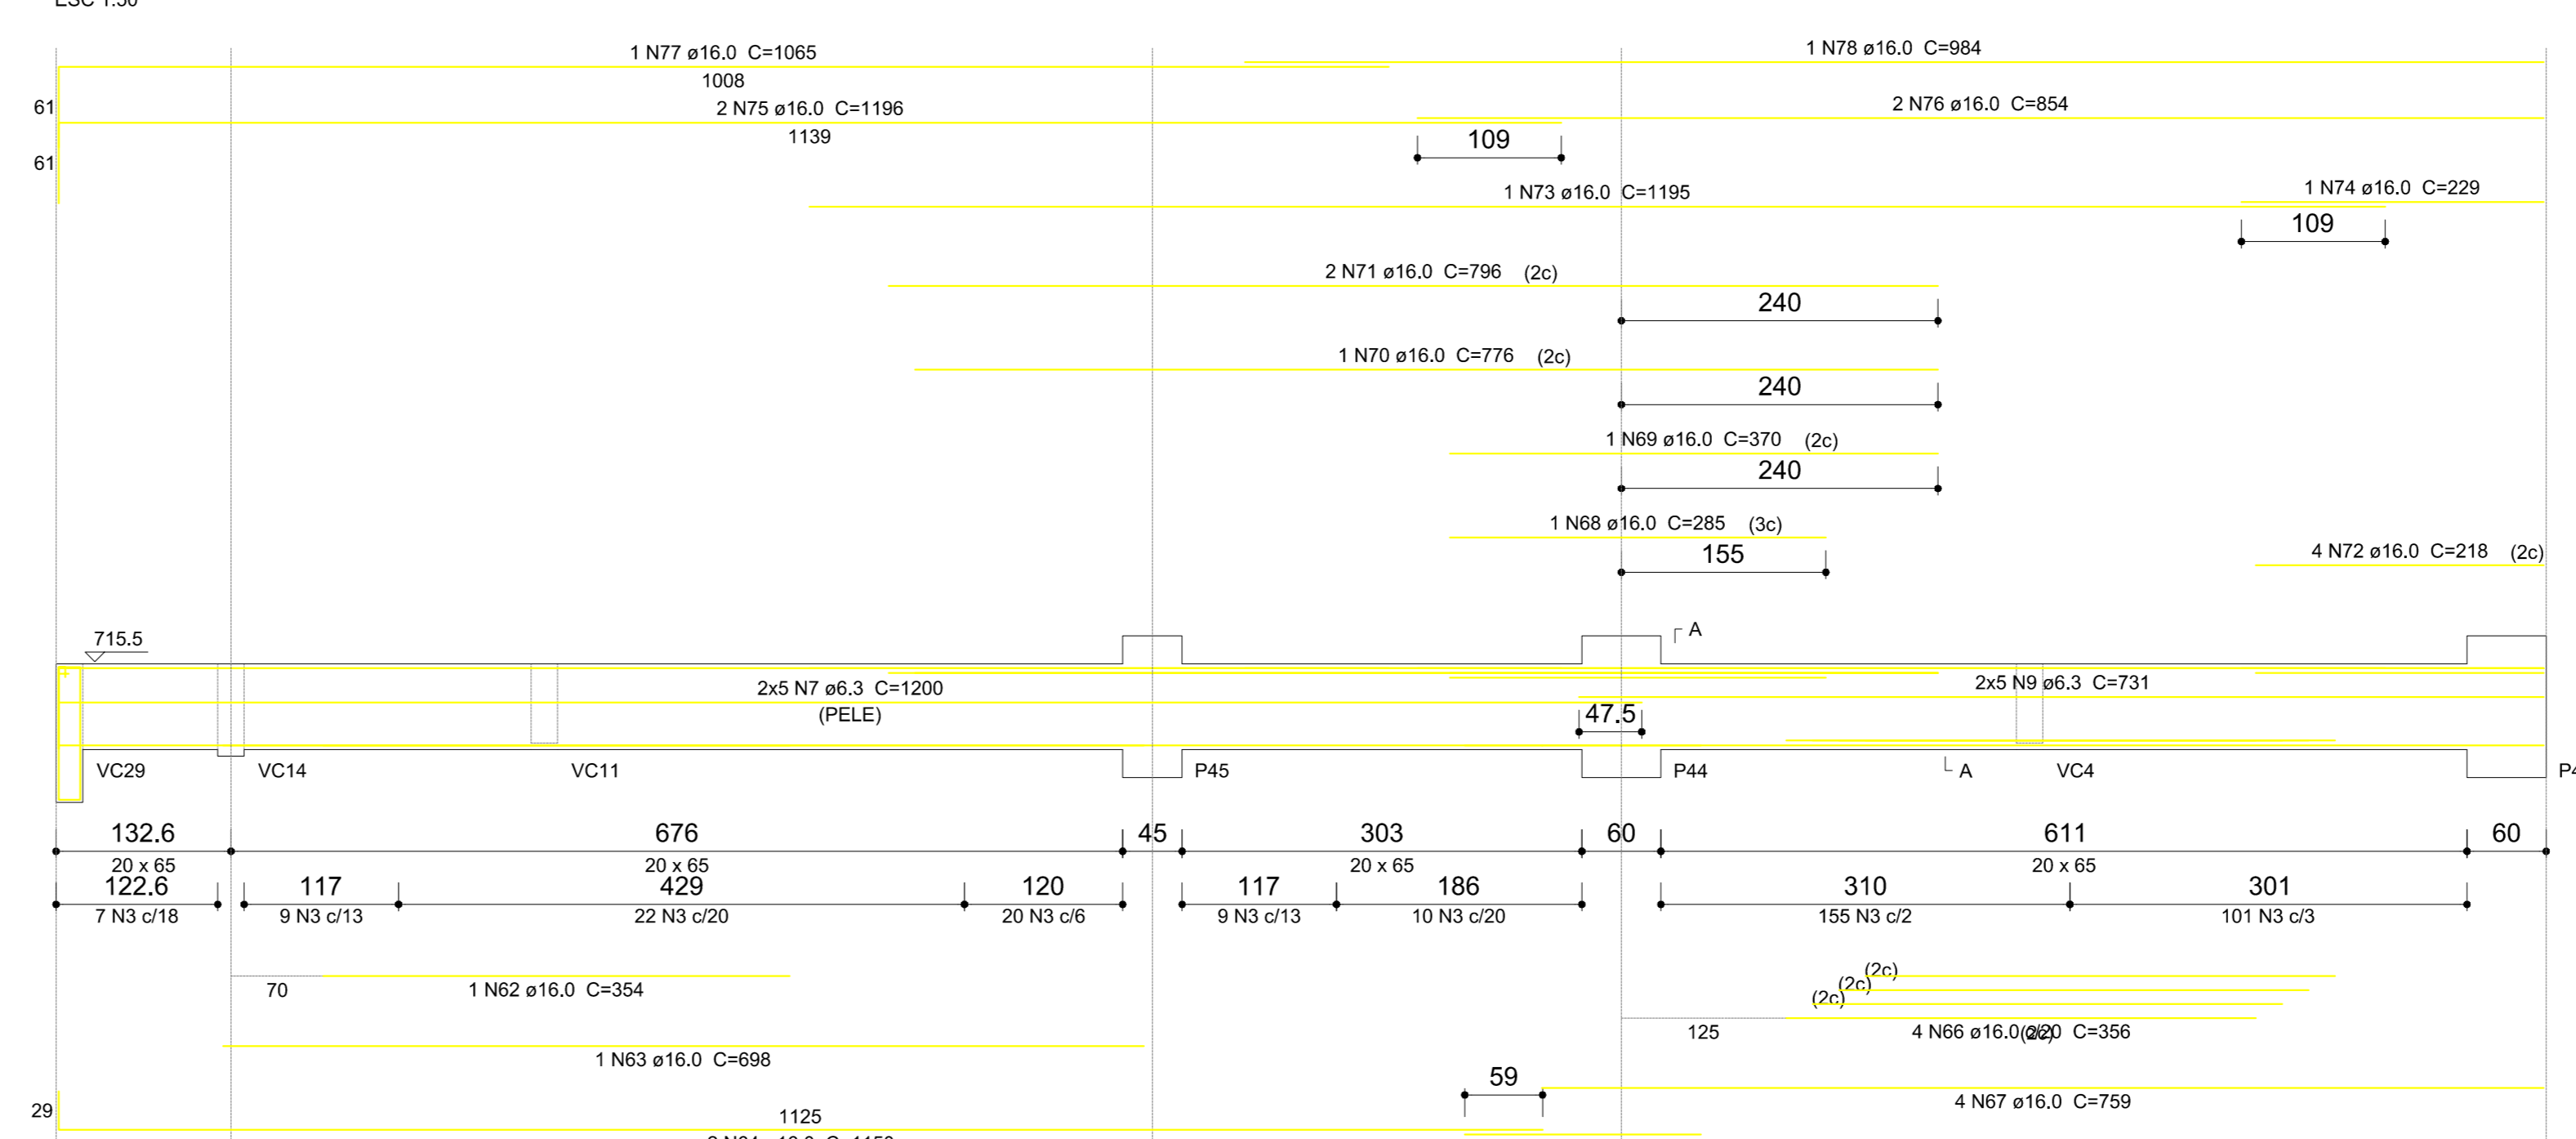 1 N77 ø16.0 C=1065
1 N78 ø16.0 C=984
1008
61
2 N75 ø16.0 C=1196
2 N76 ø16.0 C=854
1139
109
61
1 N73 ø16.0 C=1195
1 N74 ø16.0 C=229
109
2 N71 ø16.0 C=796 (2c)
240
1 N70 ø16.0 C=776 (2c)
240
1 N69 ø16.0 C=370 (2c)
240
1 N68 ø16.0 C=285 (3c)
155
4 N72 ø16.0 C=218 (2c)
715.5
A
2x5 N7 ø6.3 C=1200
(PELE)
2x5 N9 ø6.3 C=731
47.5
VC29
VC14
VC11
P45
P44
A
VC4
132.6
676
45
303
60
611
60
20 x 65
20 x 65
20 x 65
20 x 65
122.6
117
429
120
117
186
310
301
7 N3 c/18
9 N3 c/13
22 N3 c/20
20 N3 c/6
9 N3 c/13
10 N3 c/20
155 N3 c/2
101 N3 c/3
(2c)
(2c)
(2c)
70
1 N62 ø16.0 C=354
125
4 N66 ø16.0 c/20 C=356
(2c)
1 N63 ø16.0 C=698
59
4 N67 ø16.0 C=759
29
1125